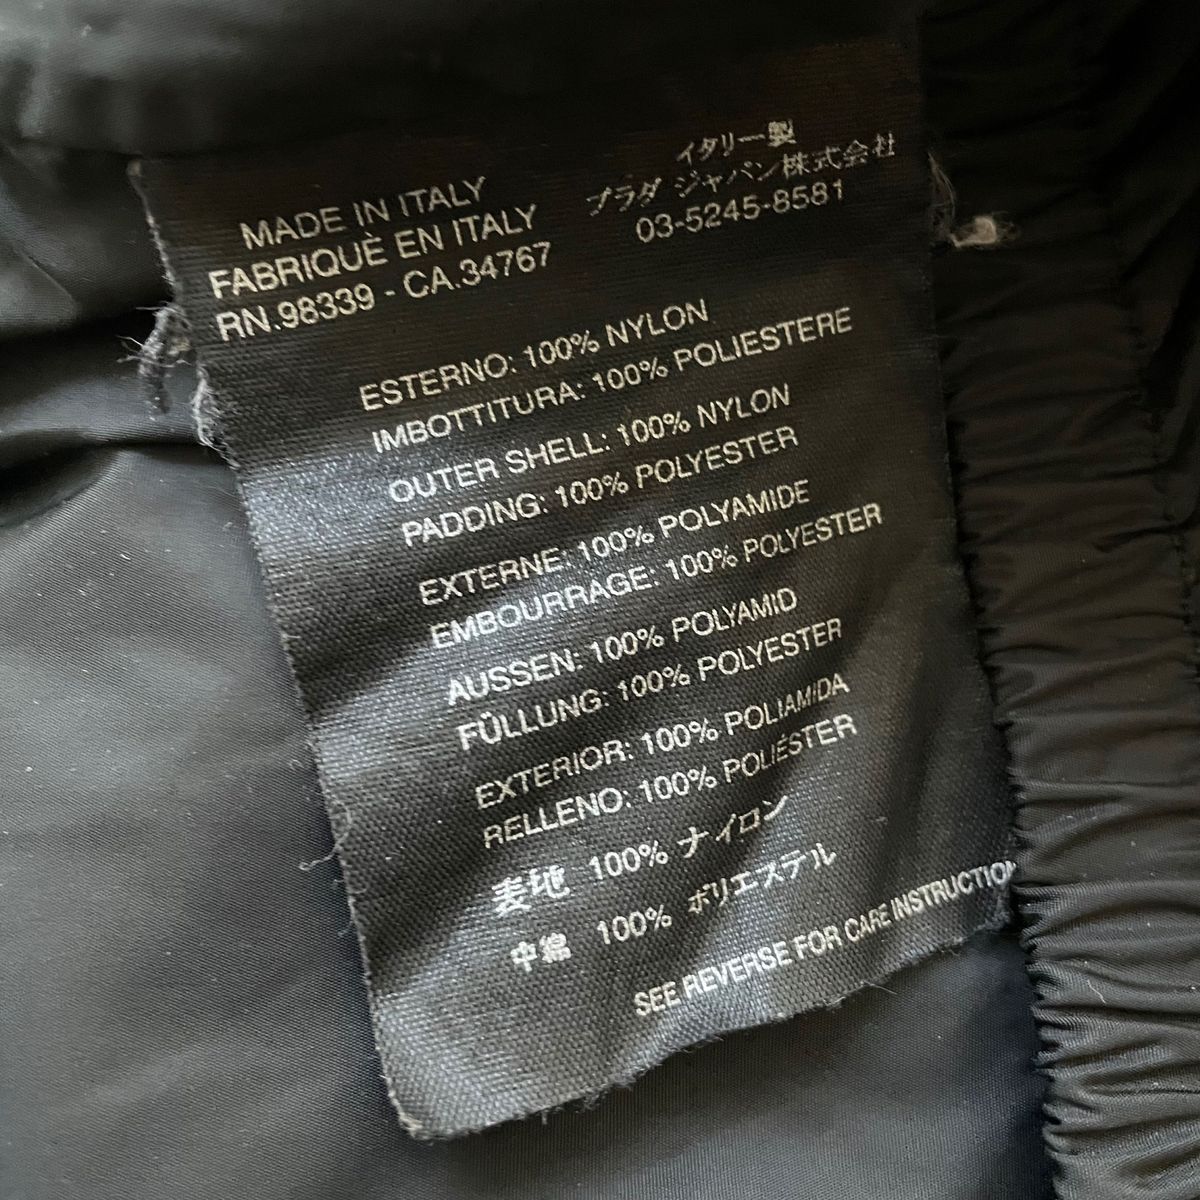 MADE IN ITALY
FABRIQUÈ EN ITALY
RN.98339 - CA.34767
イタリー製
プラダ ジャパン株式会社
03-5245-8581
ESTERNO: 100% NYLON
IMBOTTITURA: 100% POLIESTERE
OUTER SHELL: 100% NYLON
PADDING: 100% POLYESTER
EXTERNE: 100% POLYAMIDE
EMBOURRAGE: 100% POLYESTER
AUSSEN: 100% POLYAMID
FÜLLUNG: 100% POLYESTER
EXTERIOR: 100% POLIAMIDA
RELLENO: 100% POLIÉSTER
表地 100% ナイロン
中綿 100% ポリエステル
SEE REVERSE FOR CARE INSTRUCTION